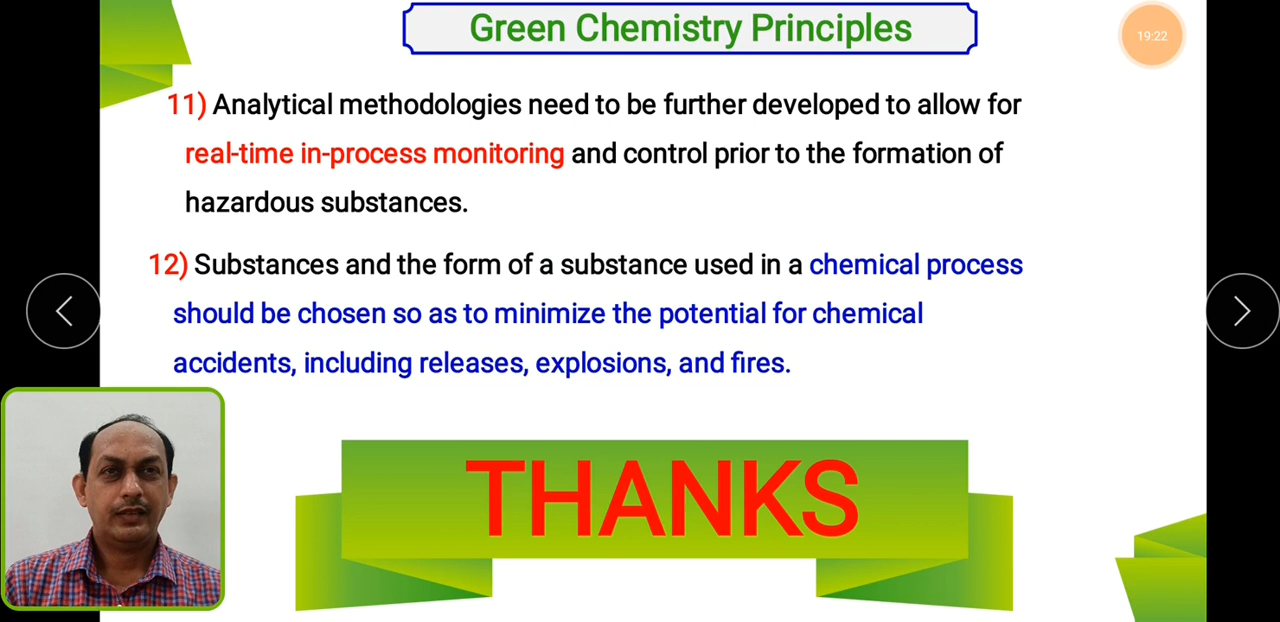 Green Chemistry Principles
19:22
11) Analytical methodologies need to be further developed to allow for
real-time in-process monitoring and control prior to the formation of
hazardous substances.
12) Substances and the form of a substance used in a chemical process
should be chosen so as to minimize the potential for chemical
accidents, including releases, explosions, and fires.
THANKS